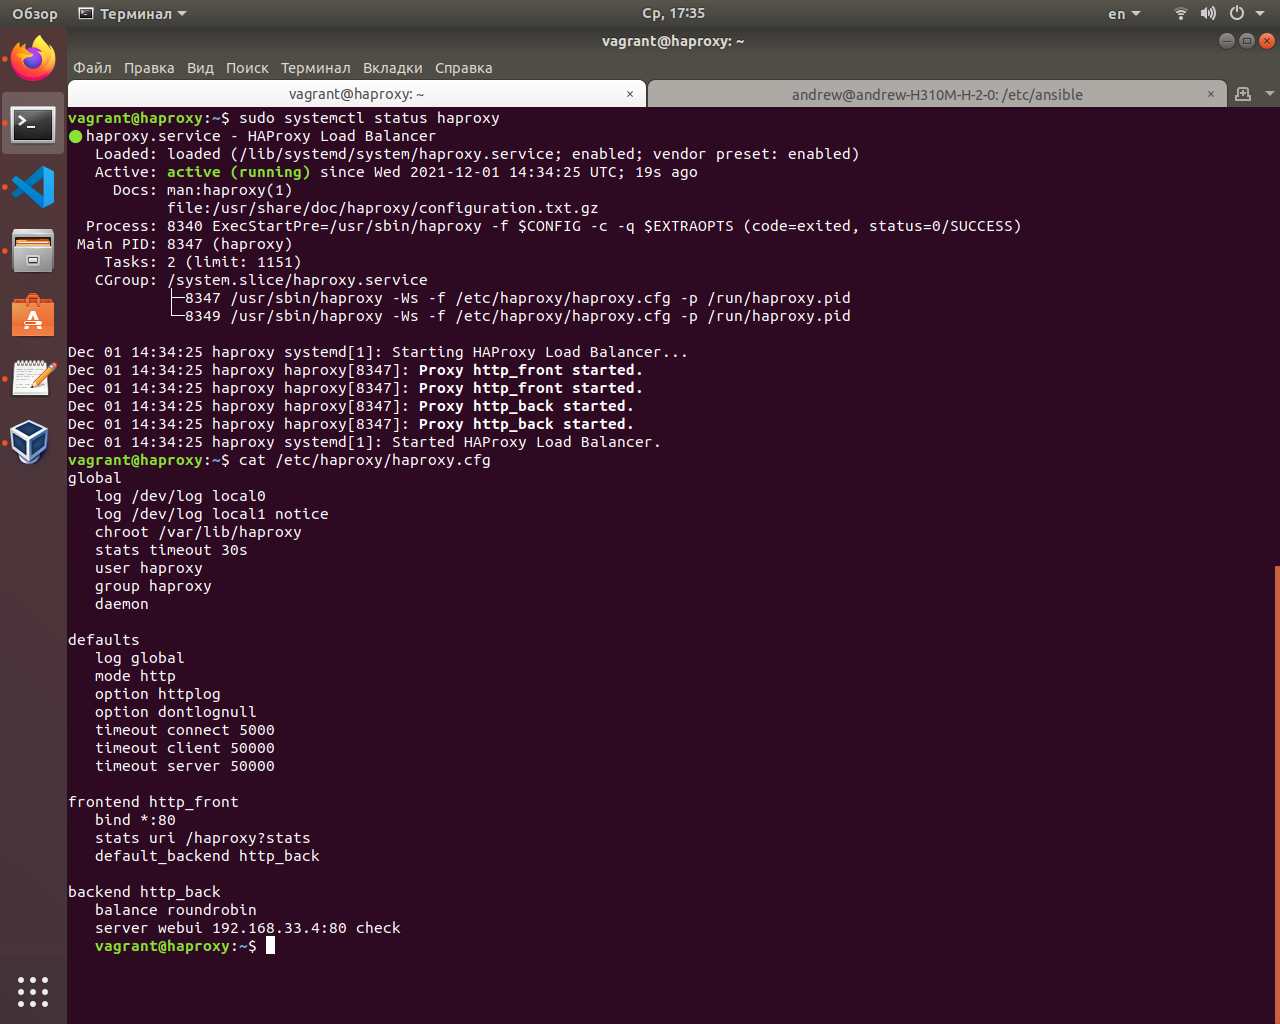 Обзор Терминал Ср, 17:35 en
vagrant@haproxy: ~
Файл Правка Вид Поиск Терминал Вкладки Справка
vagrant@haproxy: ~ × andrew@andrew-H310M-H-2-0: /etc/ansible ×
vagrant@haproxy:~$ sudo systemctl status haproxy
● haproxy.service - HAProxy Load Balancer
   Loaded: loaded (/lib/systemd/system/haproxy.service; enabled; vendor preset: enabled)
   Active: active (running) since Wed 2021-12-01 14:34:25 UTC; 19s ago
     Docs: man:haproxy(1)
           file:/usr/share/doc/haproxy/configuration.txt.gz
  Process: 8340 ExecStartPre=/usr/sbin/haproxy -f $CONFIG -c -q $EXTRAOPTS (code=exited, status=0/SUCCESS)
 Main PID: 8347 (haproxy)
    Tasks: 2 (limit: 1151)
   CGroup: /system.slice/haproxy.service
           ├─8347 /usr/sbin/haproxy -Ws -f /etc/haproxy/haproxy.cfg -p /run/haproxy.pid
           └─8349 /usr/sbin/haproxy -Ws -f /etc/haproxy/haproxy.cfg -p /run/haproxy.pid

Dec 01 14:34:25 haproxy systemd[1]: Starting HAProxy Load Balancer...
Dec 01 14:34:25 haproxy haproxy[8347]: Proxy http_front started.
Dec 01 14:34:25 haproxy haproxy[8347]: Proxy http_front started.
Dec 01 14:34:25 haproxy haproxy[8347]: Proxy http_back started.
Dec 01 14:34:25 haproxy haproxy[8347]: Proxy http_back started.
Dec 01 14:34:25 haproxy systemd[1]: Started HAProxy Load Balancer.
vagrant@haproxy:~$ cat /etc/haproxy/haproxy.cfg
global
   log /dev/log local0
   log /dev/log local1 notice
   chroot /var/lib/haproxy
   stats timeout 30s
   user haproxy
   group haproxy
   daemon

defaults
   log global
   mode http
   option httplog
   option dontlognull
   timeout connect 5000
   timeout client 50000
   timeout server 50000

frontend http_front
   bind *:80
   stats uri /haproxy?stats
   default_backend http_back

backend http_back
   balance roundrobin
   server webui 192.168.33.4:80 check
   vagrant@haproxy:~$